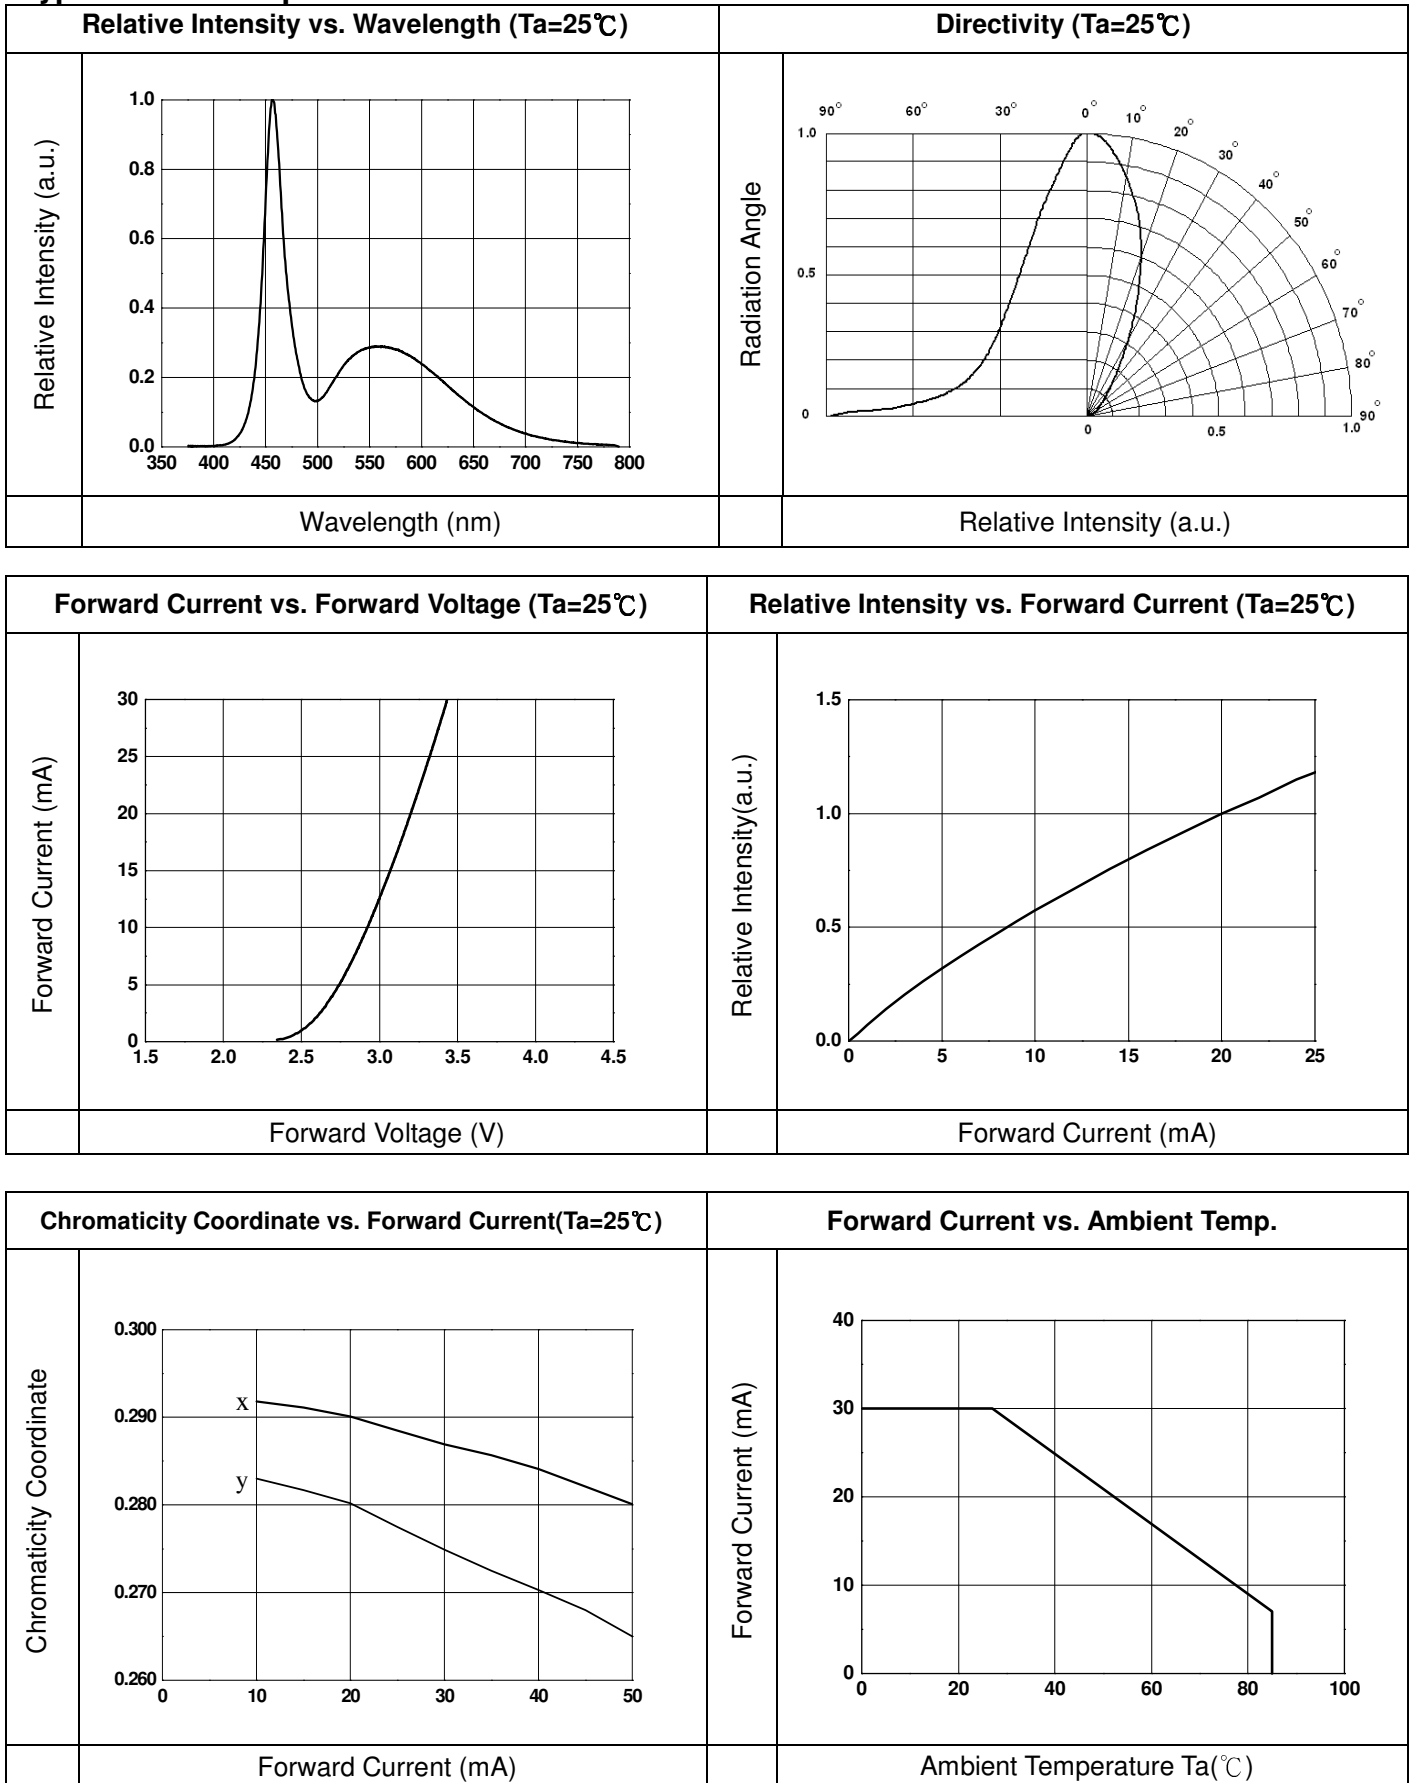 Relative Intensity vs. Wavelength (Ta=25℃)
Relative Intensity (a.u.)
1.0
0.8
0.6
0.4
0.2
0.0
350 400 450 500 550 600 650 700 750 800
Wavelength (nm)
Directivity (Ta=25℃)
Radiation Angle
90° 60° 30° 0° 10° 20° 30° 40° 50° 60° 70° 80° 90°
1.0
0.5
0
0 0.5 1.0
Relative Intensity (a.u.)
Forward Current vs. Forward Voltage (Ta=25℃)
Forward Current (mA)
30
25
20
15
10
5
0
1.5 2.0 2.5 3.0 3.5 4.0 4.5
Forward Voltage (V)
Relative Intensity vs. Forward Current (Ta=25℃)
Relative Intensity(a.u.)
1.5
1.0
0.5
0.0
0 5 10 15 20 25
Forward Current (mA)
Chromaticity Coordinate vs. Forward Current(Ta=25℃)
Chromaticity Coordinate
0.300
0.290
0.280
0.270
0.260
x
y
0 10 20 30 40 50
Forward Current (mA)
Forward Current vs. Ambient Temp.
Forward Current (mA)
40
30
20
10
0
0 20 40 60 80 100
Ambient Temperature Ta(℃)